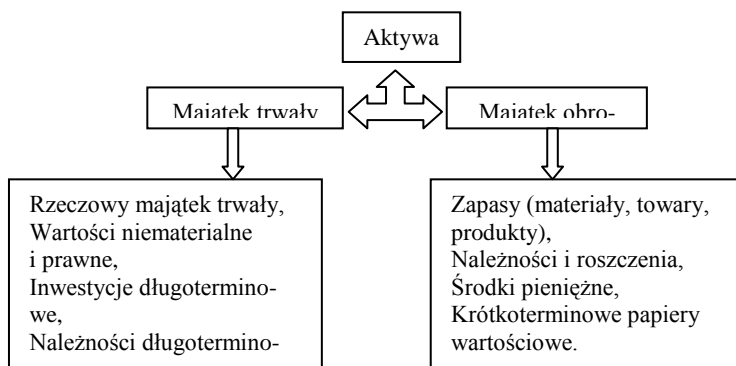 Aktywa
Majątek trwały
Majątek obro-
Rzeczowy majątek trwały,
Wartości niematerialne
i prawne,
Inwestycje długotermino-
we,
Należności długotermino-
Zapasy (materiały, towary,
produkty),
Należności i roszczenia,
Środki pieniężne,
Krótkoterminowe papiery
wartościowe.